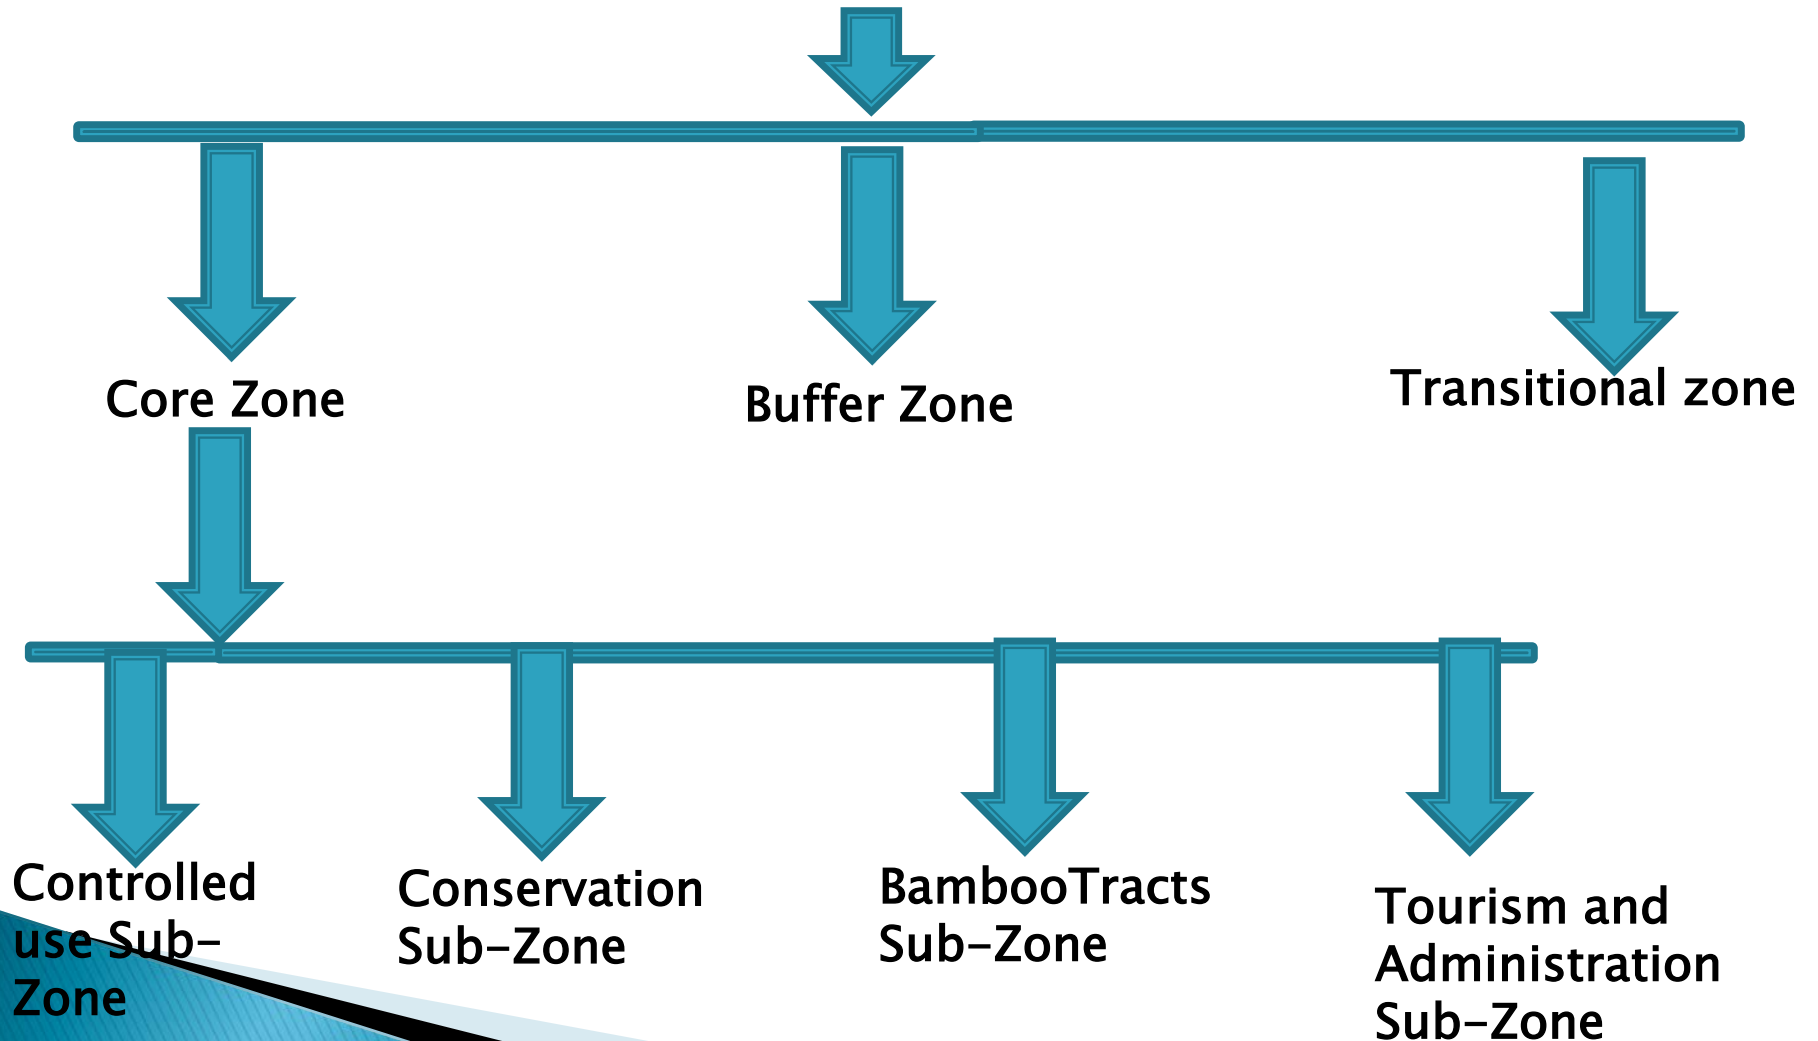 Core Zone
Buffer Zone
Transitional zone
Controlled
use Sub-
Zone
Conservation
Sub-Zone
BambooTracts
Sub-Zone
Tourism and
Administration
Sub-Zone